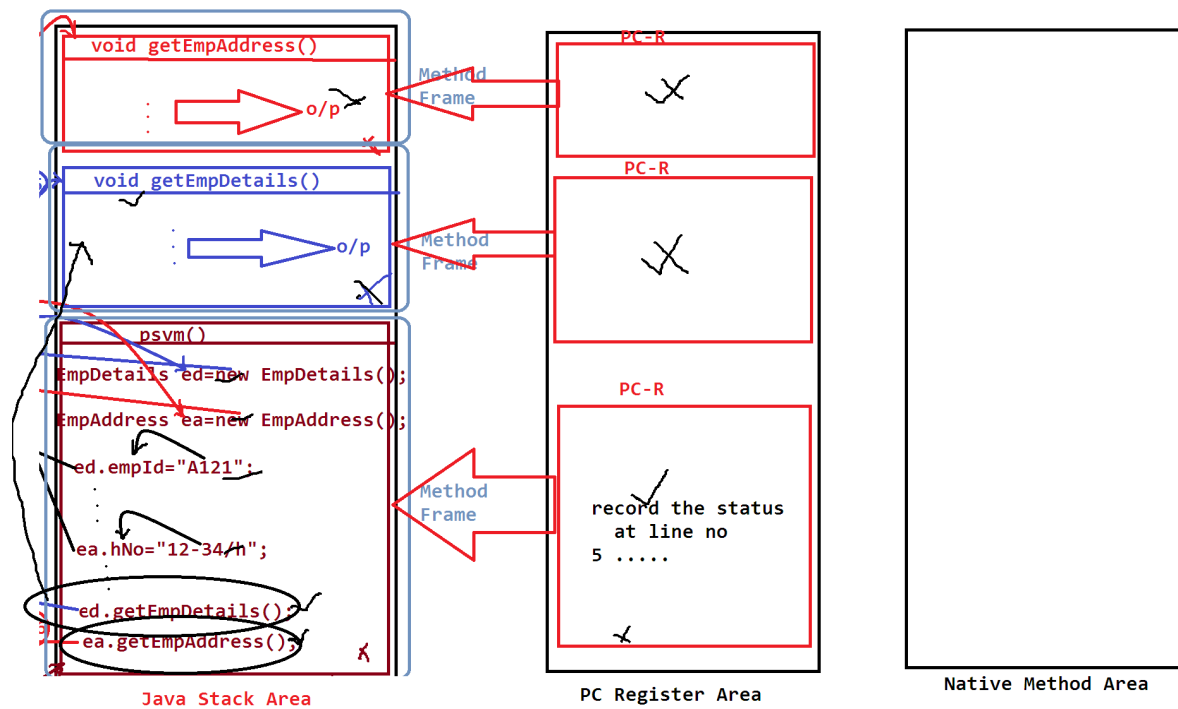 void getEmpAddress()
o/p
Method
Frame
void getEmpDetails()
o/p
Method
Frame
psvm()
EmpDetails ed=new EmpDetails();
EmpAddress ea=new EmpAddress();
ed.empId="A121";
ea.hNo="12-34/h";
ed.getEmpDetails();
ea.getEmpAddress();
Method
Frame
Java Stack Area
PC-R
PC-R
PC-R
record the status
at line no
5 .....
PC Register Area
Native Method Area